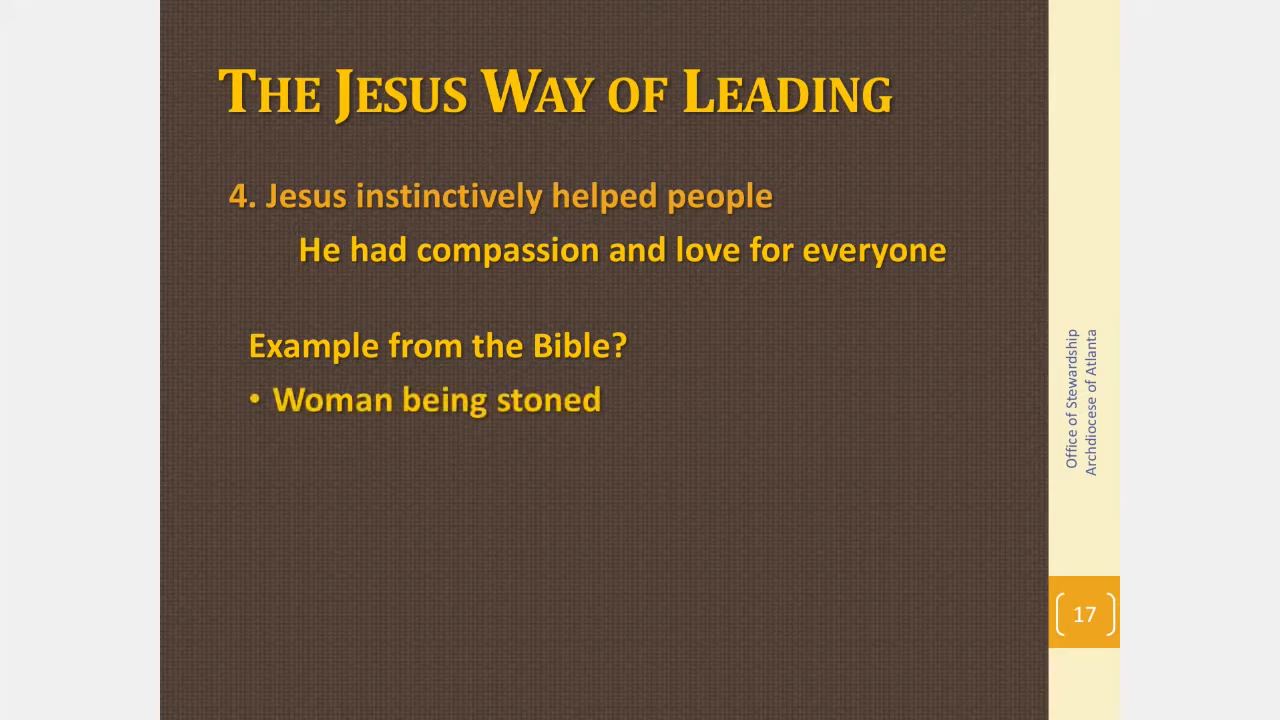 THE JESUS WAY OF LEADING
4. Jesus instinctively helped people
He had compassion and love for everyone
Example from the Bible?
• Woman being stoned
Office of Stewardship
Archdiocese of Atlanta
17